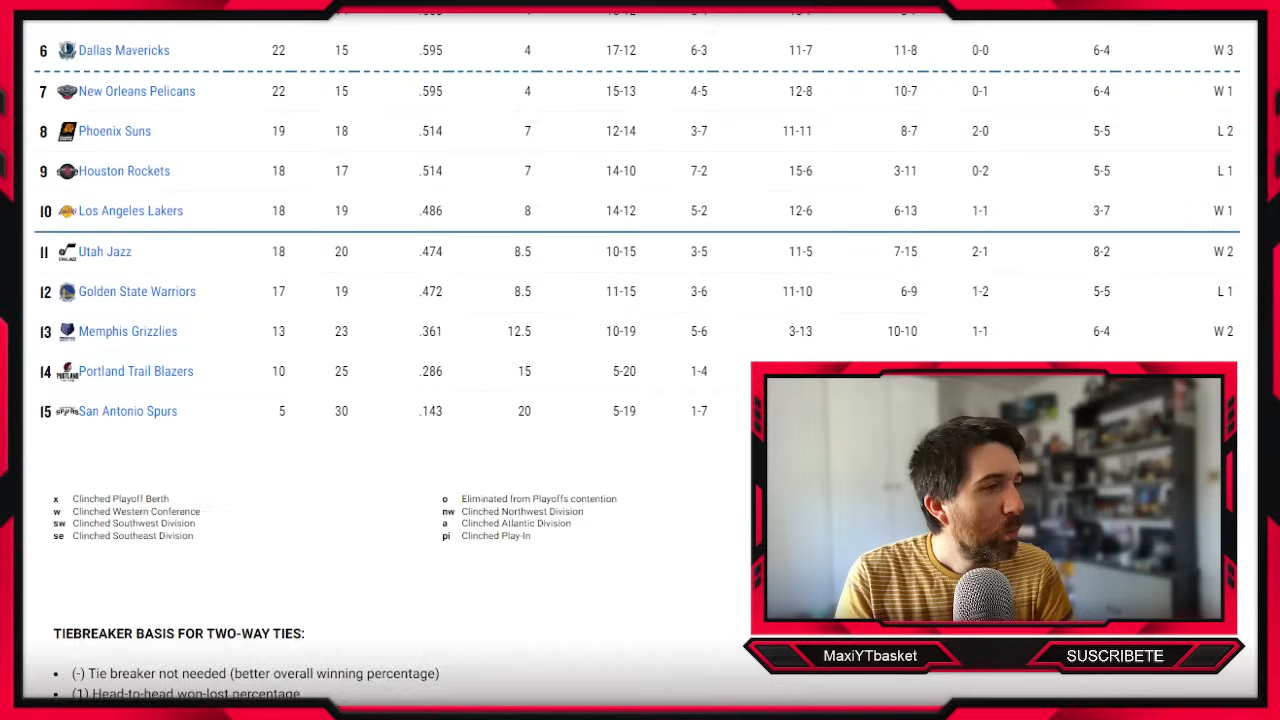 6 Dallas Mavericks 22 15 .595 4 17-12 6-3 11-7 11-8 0-0 6-4 W 3
7 New Orleans Pelicans 22 15 .595 4 15-13 4-5 12-8 10-7 0-1 6-4 W 1
8 Phoenix Suns 19 18 .514 7 12-14 3-7 11-11 8-7 2-0 5-5 L 2
9 Houston Rockets 18 17 .514 7 14-10 7-2 15-6 3-11 0-2 5-5 L 1
10 Los Angeles Lakers 18 19 .486 8 14-12 5-2 12-6 6-13 1-1 3-7 W 1
11 Utah Jazz 18 20 .474 8.5 10-15 3-5 11-5 7-15 2-1 8-2 W 2
12 Golden State Warriors 17 19 .472 8.5 11-15 3-6 11-10 6-9 1-2 5-5 L 1
13 Memphis Grizzlies 13 23 .361 12.5 10-19 5-6 3-13 10-10 1-1 6-4 W 2
14 Portland Trail Blazers 10 25 .286 15 5-20 1-4
15 San Antonio Spurs 5 30 .143 20 5-19 1-7
x Clinched Playoff Berth
w Clinched Western Conference
sw Clinched Southwest Division
se Clinched Southeast Division
o Eliminated from Playoffs contention
nw Clinched Northwest Division
a Clinched Atlantic Division
pi Clinched Play-In
TIEBREAKER BASIS FOR TWO-WAY TIES:
• (-) Tie breaker not needed (better overall winning percentage)
• (1) Head-to-head won-lost percentage
MaxiYTbasket
SUSCRIBETE